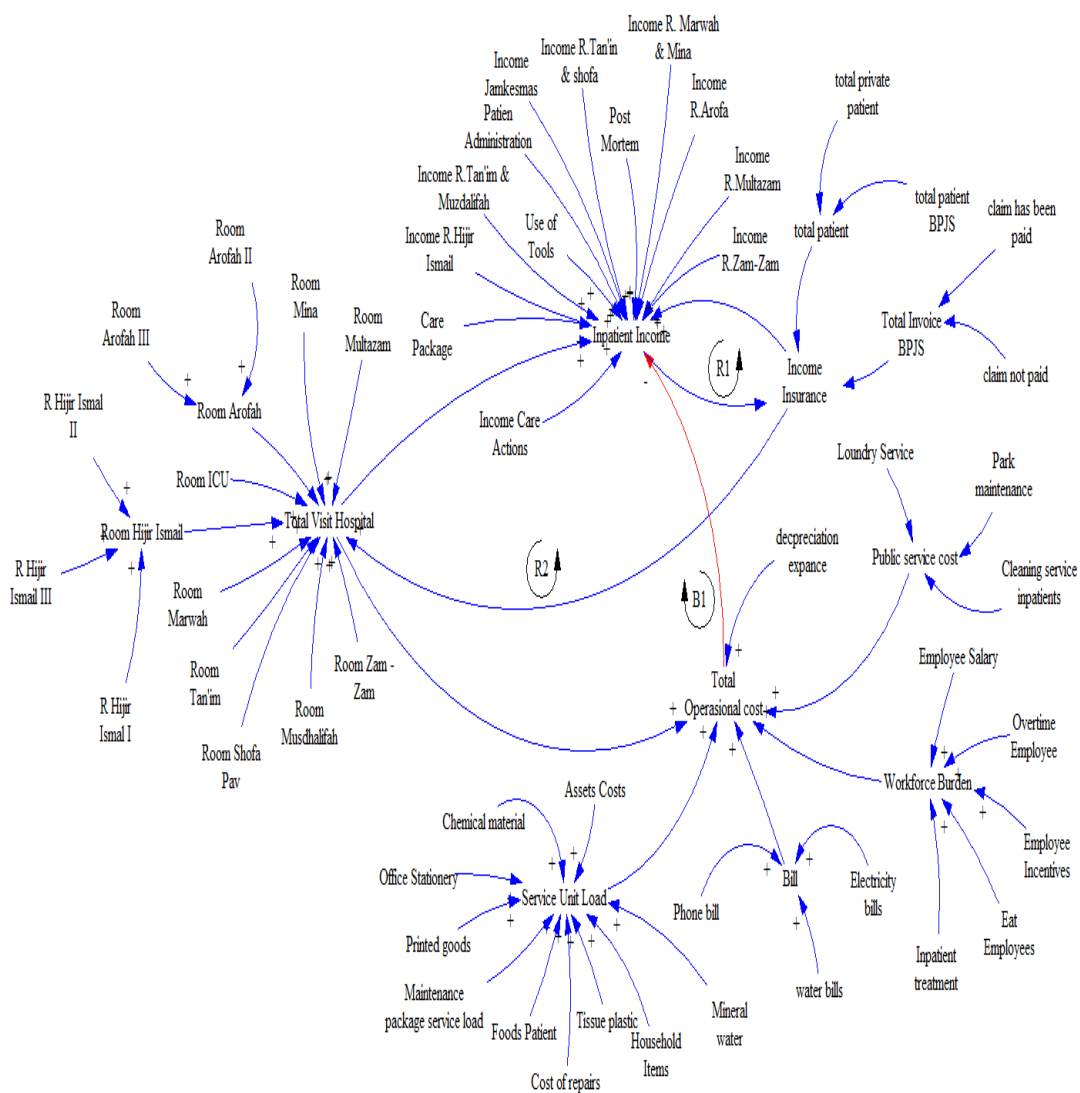 Income R. Marwah
& Mina
Income R.Tan'in
& shofa
Income
Jamkesmas
Patien
Administration
Post
Mortem
Income
R.Arofa
total private
patient
Income R.Tan'im &
Muzdalifah
Income
R.Multazam
Use of
Tools
Income R.Hijir
Ismail
Income
R.Zam-Zam
total patient
total patient
BPJS
claim has been
paid
Room
Arofah II
Room
Mina
Room
Arofah III
Room
Multazam
Care
Package
Inpatient Income
R1
Income
Insurance
Total Invoice
BPJS
claim not paid
R Hijir Ismal
II
Room Arofah
Income Care
Actions
-
Loundry Service
Park
maintenance
Room ICU
Room Hijir Ismail
Total Visit Hospital
decpreciation
expance
Public service cost
R Hijir
Ismail III
R2
B1
Cleaning service
inpatients
Room
Marwah
Room
Tan'im
Room Zam -
Zam
Employee Salary
R Hijir
Ismal I
Room Shofa
Pav
Room
Musdhalifah
Total
Operasional cost
Overtime
Employee
Workforce Burden
Assets Costs
Chemical material
Employee
Incentives
Office Stationery
Service Unit Load
Phone bill
Bill
Electricity
bills
Eat
Employees
Printed goods
Inpatient
treatment
water bills
Maintenance
package service load
Foods Patient
Tissue plastic
Household
Items
Mineral
water
Cost of repairs